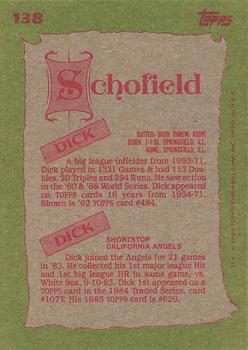 138
TOPPS
Schofield
DICK
BATTED: BOTH THREW: RIGHT
BORN: 1-7-35, SPRINGFIELD, ILL.
HOME: SPRINGFIELD, ILL.
A big league infielder from 1953-71,
Dick played in 1321 Games & had 113 Doubles,
20 Triples and 394 Runs. He saw action
in the '60 & '68 World Series. Dick appeared
on TOPPS cards 16 years from 1954-71.
Shown is '62 TOPPS card #484.
DICK
SHORTSTOP
CALIFORNIA ANGELS
Dick joined the Angels for 21 games
in '83. He collected his 1st major league Hit
and 1st big league HR in same game, vs.
White Sox, 9-10-83. Dick 1st appeared on a
TOPPS card in the 1984 Traded Series, card
#107T. His 1985 TOPPS card is #629.